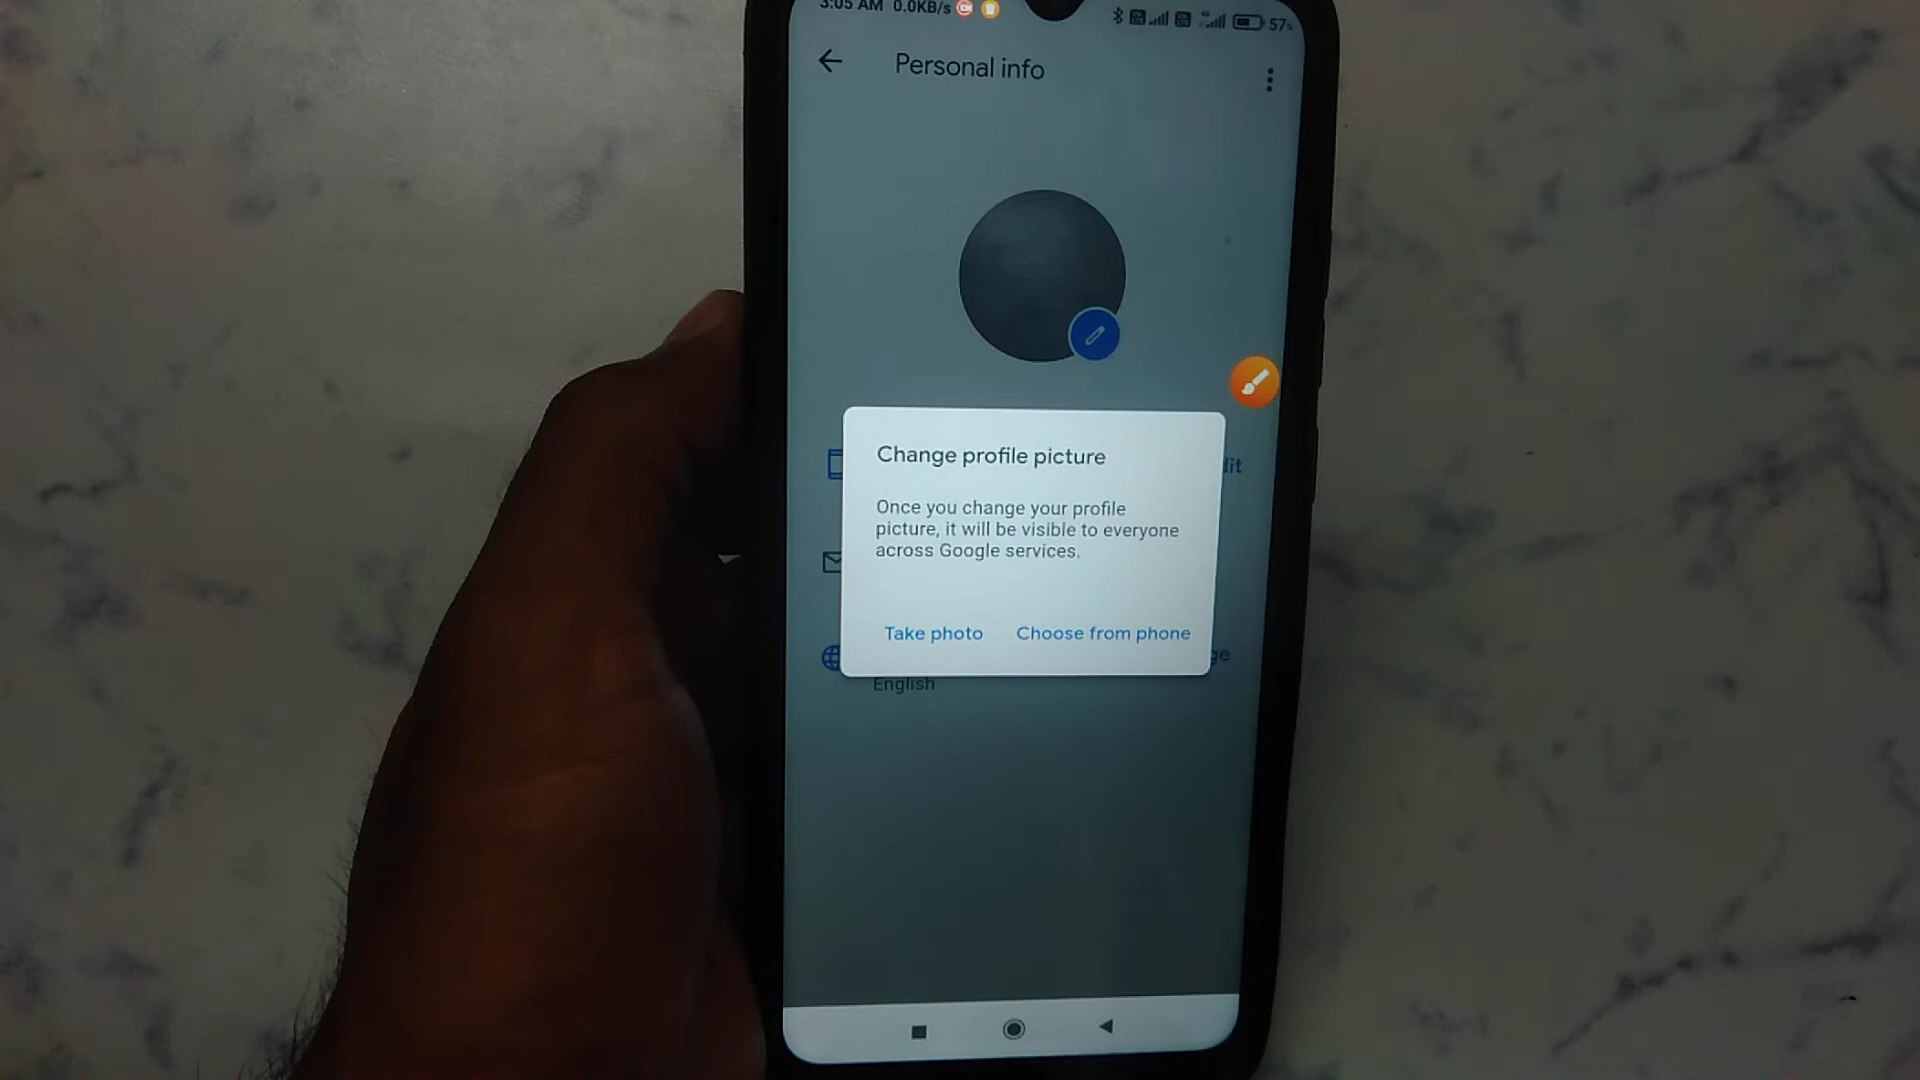 3:05 AM 0.0KB/s 57%
Personal info
Change profile picture
Once you change your profile
picture, it will be visible to everyone
across Google services.
Take photo Choose from phone
English